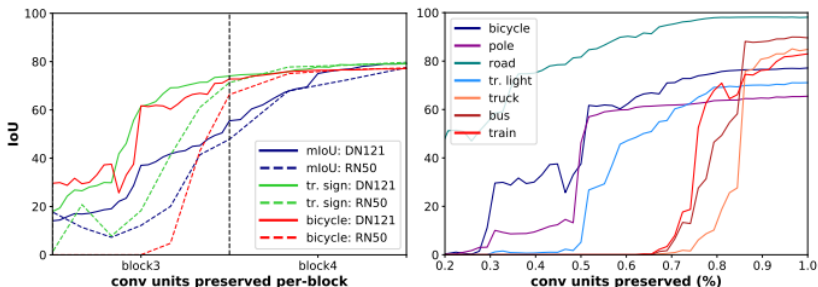 100
80
60
40
20
0
IoU
mIoU: DN121
mIoU: RN50
tr. sign: DN121
tr. sign: RN50
bicycle: DN121
bicycle: RN50
block3
block4
conv units preserved per-block
100
80
60
40
20
0
bicycle
pole
road
tr. light
truck
bus
train
0.2 0.3 0.4 0.5 0.6 0.7 0.8 0.9 1.0
conv units preserved (%)